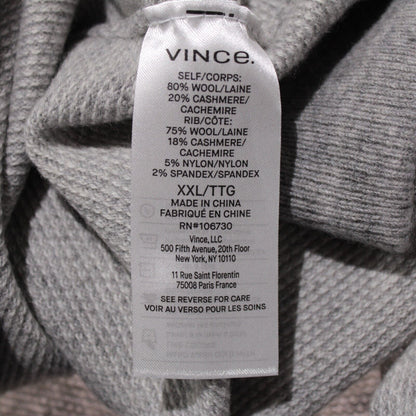 VINCE.
SELF/CORPS:
80% WOOL/LAINE
20% CASHMERE/
CACHEMIRE
RIB/CÔTE:
75% WOOL/LAINE
18% CASHMERE/
CACHEMIRE
5% NYLON/NYLON
2% SPANDEX/SPANDEX
XXL/TTG
MADE IN CHINA
FABRIQUÉ EN CHINE
RN#106730
Vince, LLC
500 Fifth Avenue, 20th Floor
New York, NY 10110
11 Rue Saint Florentin
75008 Paris France
SEE REVERSE FOR CARE
VOIR AU VERSO POUR LES SOINS